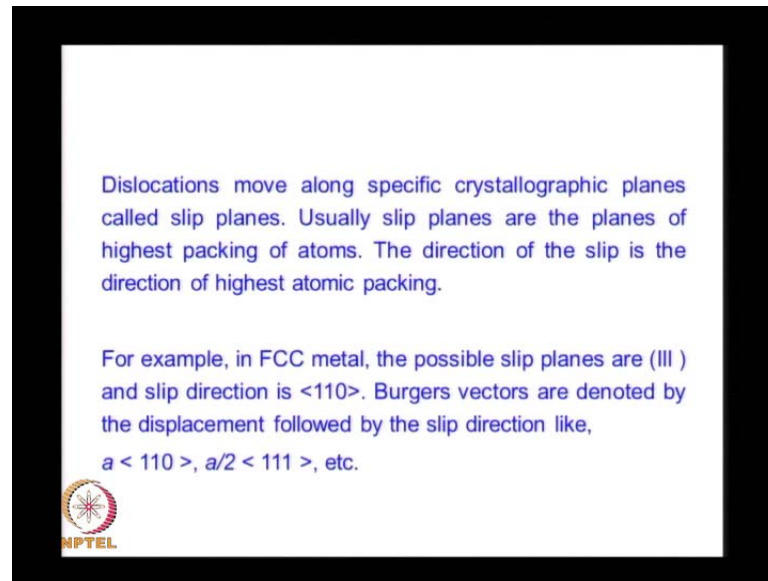 Dislocations move along specific crystallographic planes
called slip planes. Usually slip planes are the planes of
highest packing of atoms. The direction of the slip is the
direction of highest atomic packing.
For example, in FCC metal, the possible slip planes are (III )
and slip direction is <110>. Burgers vectors are denoted by
the displacement followed by the slip direction like,
a < 110 >, a/2 < 111 >, etc.
NPTEL